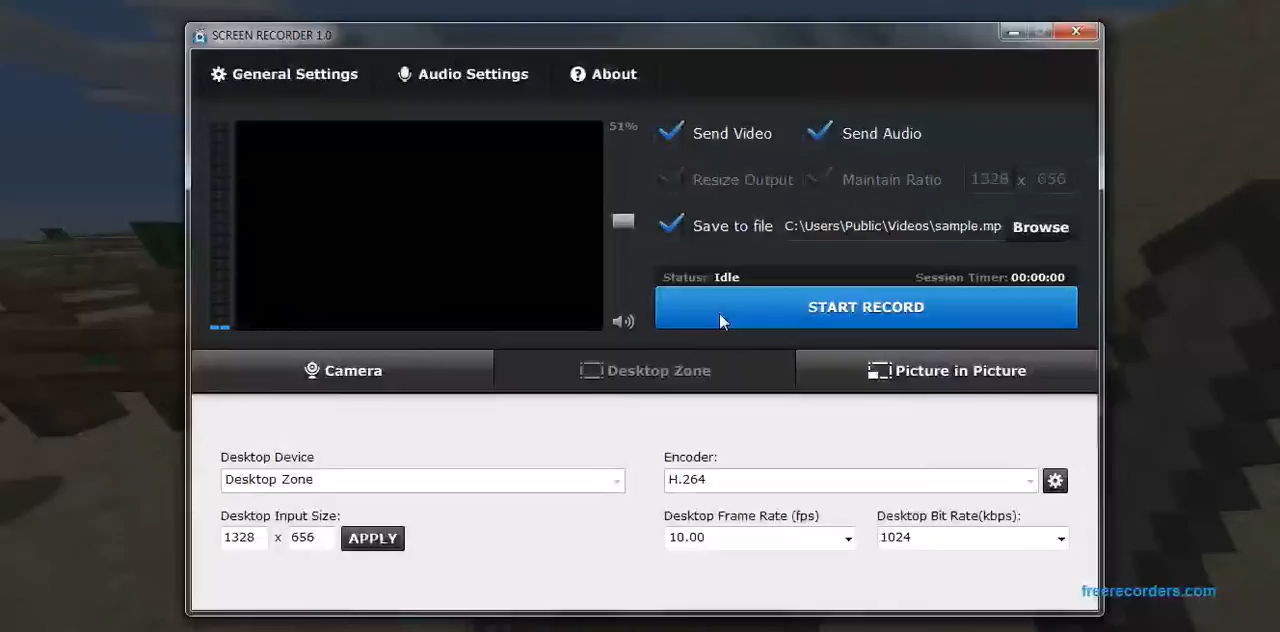 SCREEN RECORDER 1.0
General Settings
Audio Settings
About
51%
Send Video
Send Audio
Resize Output
Maintain Ratio
1328 x 656
Save to file
C:\Users\Public\Videos\sample.mp
Browse
Status: Idle
Session Timer: 00:00:00
START RECORD
Camera
Desktop Zone
Picture in Picture
Desktop Device
Desktop Zone
Desktop Input Size:
1328 x 656
APPLY
Encoder:
H.264
Desktop Frame Rate (fps)
10.00
Desktop Bit Rate(kbps):
1024
freerecorders.com